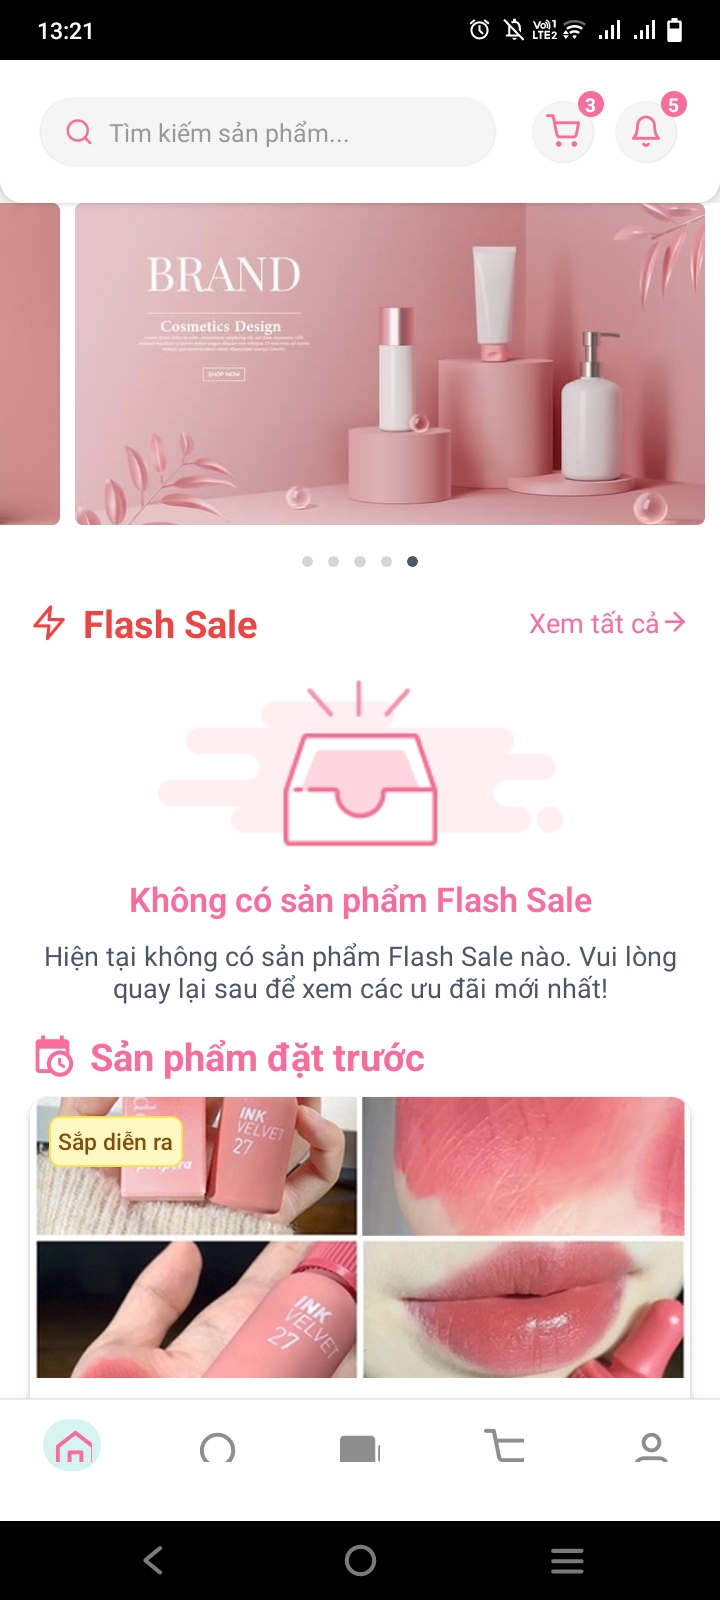 13:21
Vo))1
LTE2
Tìm kiếm sản phẩm...
3
5
BRAND
Cosmetics Design
SHOP NOW
Flash Sale
Xem tất cả
Không có sản phẩm Flash Sale
Hiện tại không có sản phẩm Flash Sale nào. Vui lòng
quay lại sau để xem các ưu đãi mới nhất!
Sản phẩm đặt trước
Sắp diễn ra
INK
VELVET
27
INK
VELVET
27